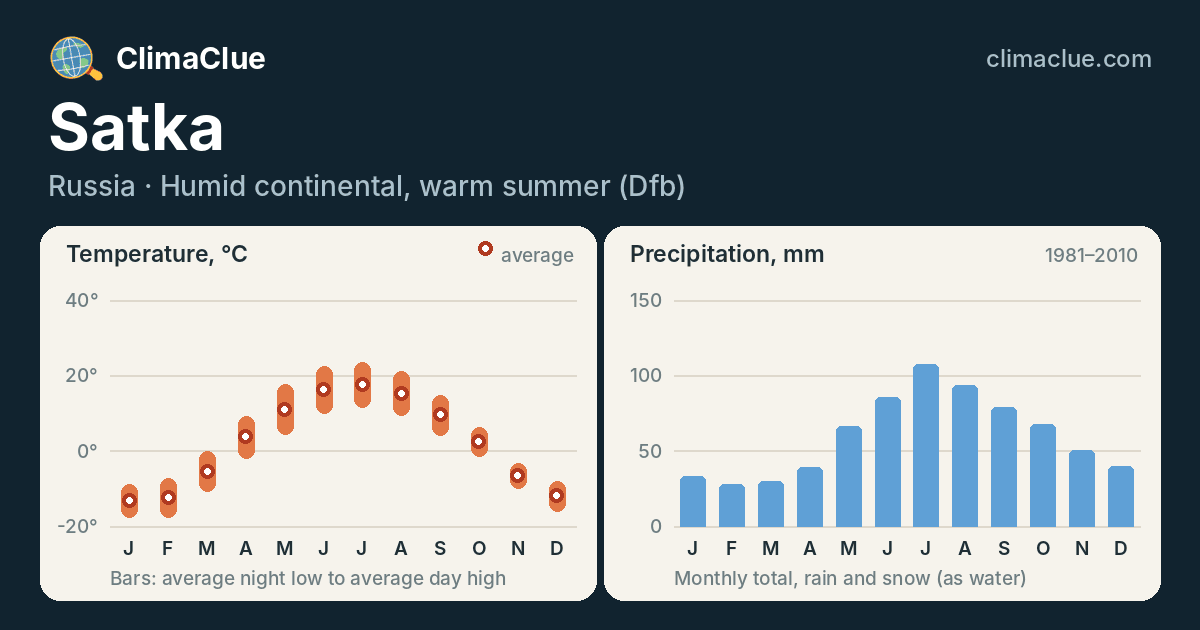 ClimaClue
climaclue.com
Satka
Russia · Humid continental, warm summer (Dfb)
Temperature, °C
average
40°
20°
0°
-20°
J F M A M J J A S O N D
Bars: average night low to average day high
Precipitation, mm
1981–2010
150
100
50
0
J F M A M J J A S O N D
Monthly total, rain and snow (as water)